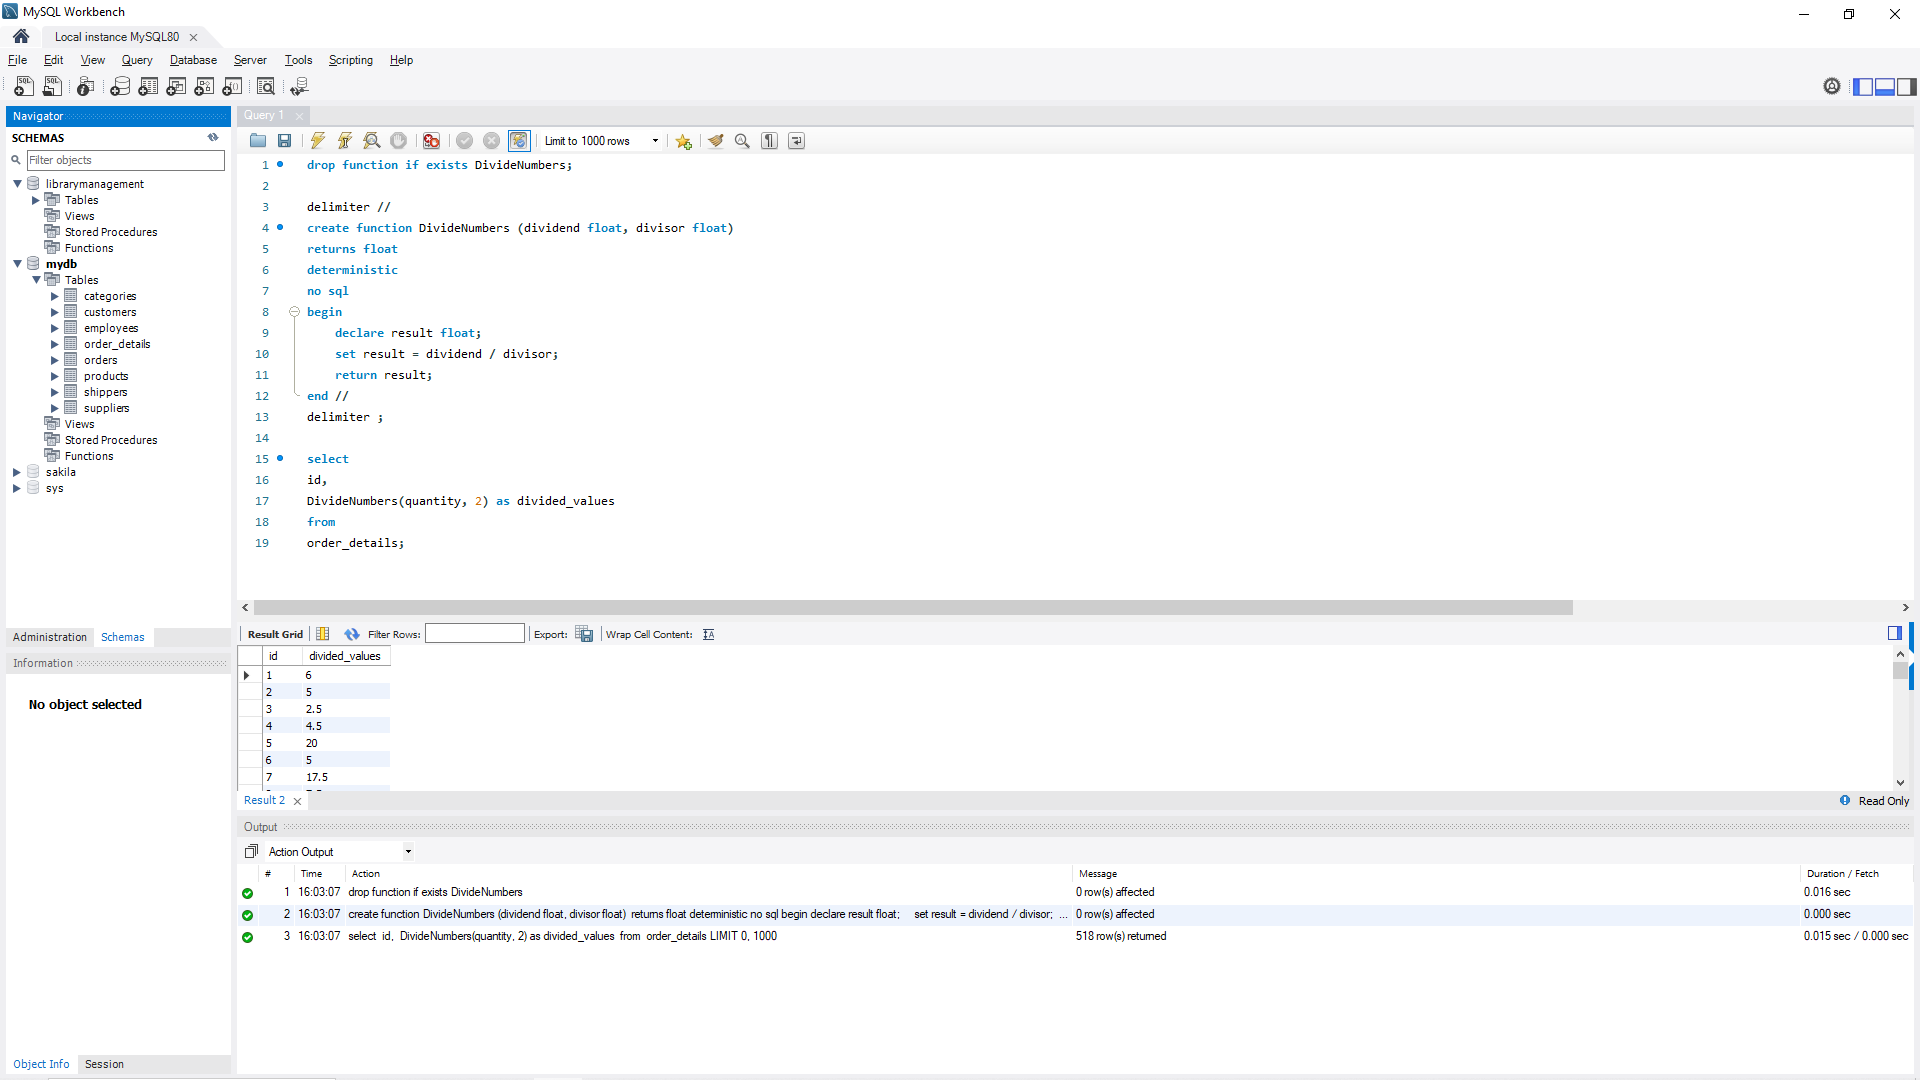 MySQL Workbench
Local instance MySQL80
File Edit View Query Database Server Tools Scripting Help
Navigator
SCHEMAS
Filter objects
librarymanagement
Tables
Views
Stored Procedures
Functions
mydb
Tables
categories
customers
employees
order_details
orders
products
shippers
suppliers
Views
Stored Procedures
Functions
sakila
sys
Administration Schemas
Information
No object selected
Object Info Session
Query 1
Limit to 1000 rows
1 drop function if exists DivideNumbers;
2
3 delimiter //
4 create function DivideNumbers (dividend float, divisor float)
5 returns float
6 deterministic
7 no sql
8 begin
9 declare result float;
10 set result = dividend / divisor;
11 return result;
12 end //
13 delimiter ;
14
15 select
16 id,
17 DivideNumbers(quantity, 2) as divided_values
18 from
19 order_details;
Result Grid Filter Rows: Export: Wrap Cell Content:
id divided_values
1 6
2 5
3 2.5
4 4.5
5 20
6 5
7 17.5
Result 2 Read Only
Output
Action Output
# Time Action Message Duration / Fetch
1 16:03:07 drop function if exists DivideNumbers 0 row(s) affected 0.016 sec
2 16:03:07 create function DivideNumbers (dividend float, divisor float) returns float deterministic no sql begin declare result float; set result = dividend / divisor; ... 0 row(s) affected 0.000 sec
3 16:03:07 select id, DivideNumbers(quantity, 2) as divided_values from order_details LIMIT 0, 1000 518 row(s) returned 0.015 sec / 0.000 sec